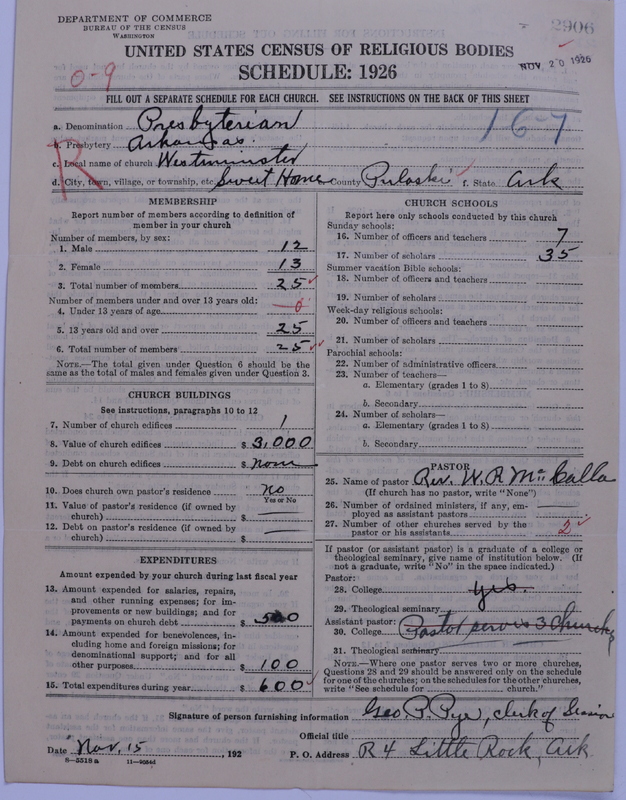 DEPARTMENT OF COMMERCE
BUREAU OF THE CENSUS
WASHINGTON
2906
UNITED STATES CENSUS OF RELIGIOUS BODIES
SCHEDULE: 1926
NOV 20 1926
0-9
FILL OUT A SEPARATE SCHEDULE FOR EACH CHURCH. SEE INSTRUCTIONS ON THE BACK OF THIS SHEET
a. Denomination Presbyterian
16-7
b. Presbytery Arkansas.
R
c. Local name of church Westminster
d. City, town, village, or township, etc. Sweet Home County Pulaski f. State Ark
MEMBERSHIP
Report number of members according to definition of
member in your church
Number of members, by sex:
1. Male 12
2. Female 13
3. Total number of members 25
Number of members under and over 13 years old:
4. Under 13 years of age 0
5. 13 years old and over 25
6. Total number of members 25
NOTE.—The total given under Question 6 should be
same as the total of males and females given under Question 3.
CHURCH BUILDINGS
See instructions, paragraphs 10 to 12
7. Number of church edifices 1
8. Value of church edifices $ 3,000
9. Debt on church edifices $ none
10. Does church own pastor's residence No
Yes or No
11. Value of pastor's residence (if owned by
church) $
12. Debt on pastor's residence (if owned by
church) $
EXPENDITURES
Amount expended by your church during last fiscal year
13. Amount expended for salaries, repairs,
and other running expenses; for im-
provements or new buildings; and for
payments on church debt $ 500
14. Amount expended for benevolences, in-
cluding home and foreign missions; for
denominational support; and for all
other purposes $ 100
15. Total expenditures during year $ 600
CHURCH SCHOOLS
Report here only schools conducted by this church
Sunday schools:
16. Number of officers and teachers 7
17. Number of scholars 35
Summer vacation Bible schools:
18. Number of officers and teachers
19. Number of scholars
Week-day religious schools:
20. Number of officers and teachers
21. Number of scholars
Parochial schools:
22. Number of administrative officers
23. Number of teachers—
a. Elementary (grades 1 to 8)
b. Secondary
24. Number of scholars—
a. Elementary (grades 1 to 8)
b. Secondary
PASTOR
25. Name of pastor Rev. W. R. McCalla
(If church has no pastor, write "None")
26. Number of ordained ministers, if any, em-
ployed as assistant pastors
27. Number of other churches served by the
pastor or his assistants 2
If pastor (or assistant pastor) is a graduate of a college or
theological seminary, give name of institution below. (If
not a graduate, write "No" in the space indicated.)
Pastor:
28. College yes.
29. Theological seminary
Assistant pastor:
30. College Pastor serves 3 Churches
31. Theological seminary
NOTE.—Where one pastor serves two or more churches,
Questions 28 and 29 should be answered only on the schedule
for one of the churches; on the schedules for the other churches,
write "See schedule for church."
Signature of person furnishing information Geo. P. Pye, clerk of Session
Official title
Date Nov. 15, 192 P. O. Address R 4 Little Rock, Ark
8-5518 a